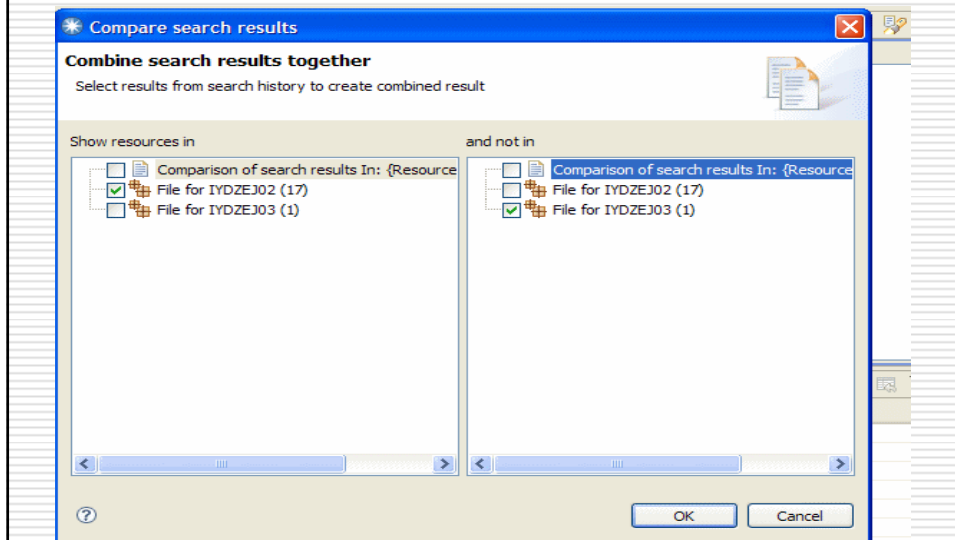 Compare search results
Combine search results together
Select results from search history to create combined result
Show resources in
Comparison of search results In: {Resource
File for IYDZEJ02 (17)
File for IYDZEJ03 (1)
and not in
Comparison of search results In: {Resource
File for IYDZEJ02 (17)
File for IYDZEJ03 (1)
?
OK
Cancel